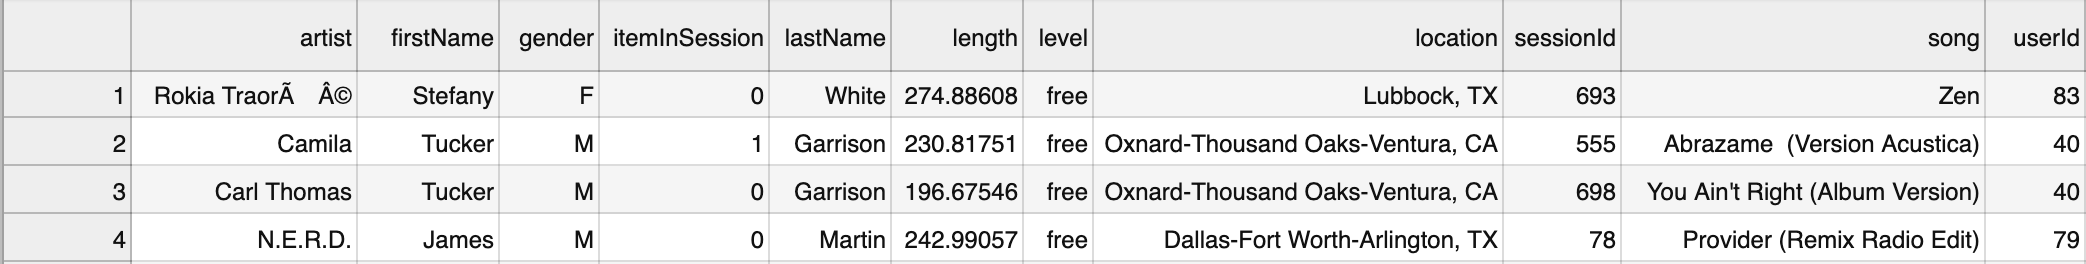 artist firstName gender itemInSession lastName length level location sessionId song userId
1 Rokia TraorÃ Â© Stefany F 0 White 274.88608 free Lubbock, TX 693 Zen 83
2 Camila Tucker M 1 Garrison 230.81751 free Oxnard-Thousand Oaks-Ventura, CA 555 Abrazame (Version Acustica) 40
3 Carl Thomas Tucker M 0 Garrison 196.67546 free Oxnard-Thousand Oaks-Ventura, CA 698 You Ain't Right (Album Version) 40
4 N.E.R.D. James M 0 Martin 242.99057 free Dallas-Fort Worth-Arlington, TX 78 Provider (Remix Radio Edit) 79